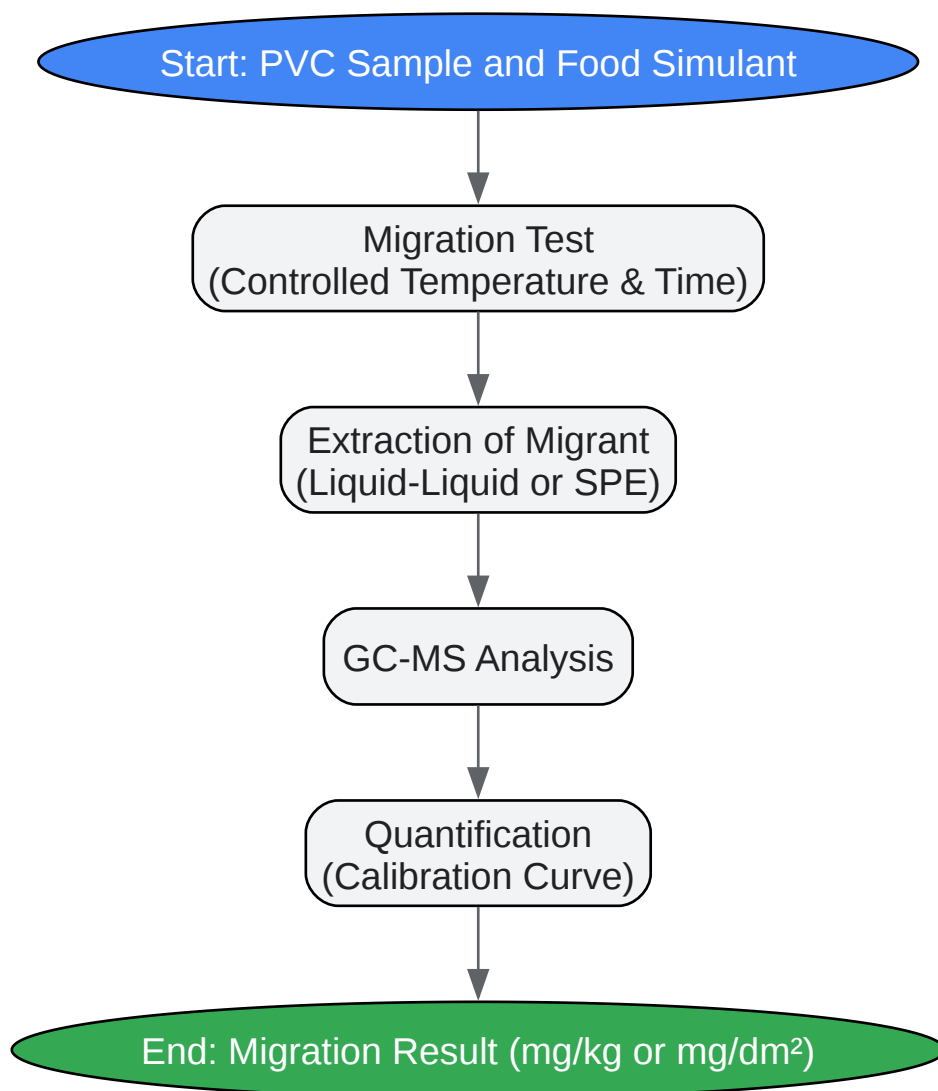 Start: PVC Sample and Food Simulant
Migration Test
(Controlled Temperature & Time)
Extraction of Migrant
(Liquid-Liquid or SPE)
GC-MS Analysis
Quantification
(Calibration Curve)
End: Migration Result (mg/kg or mg/dm²)